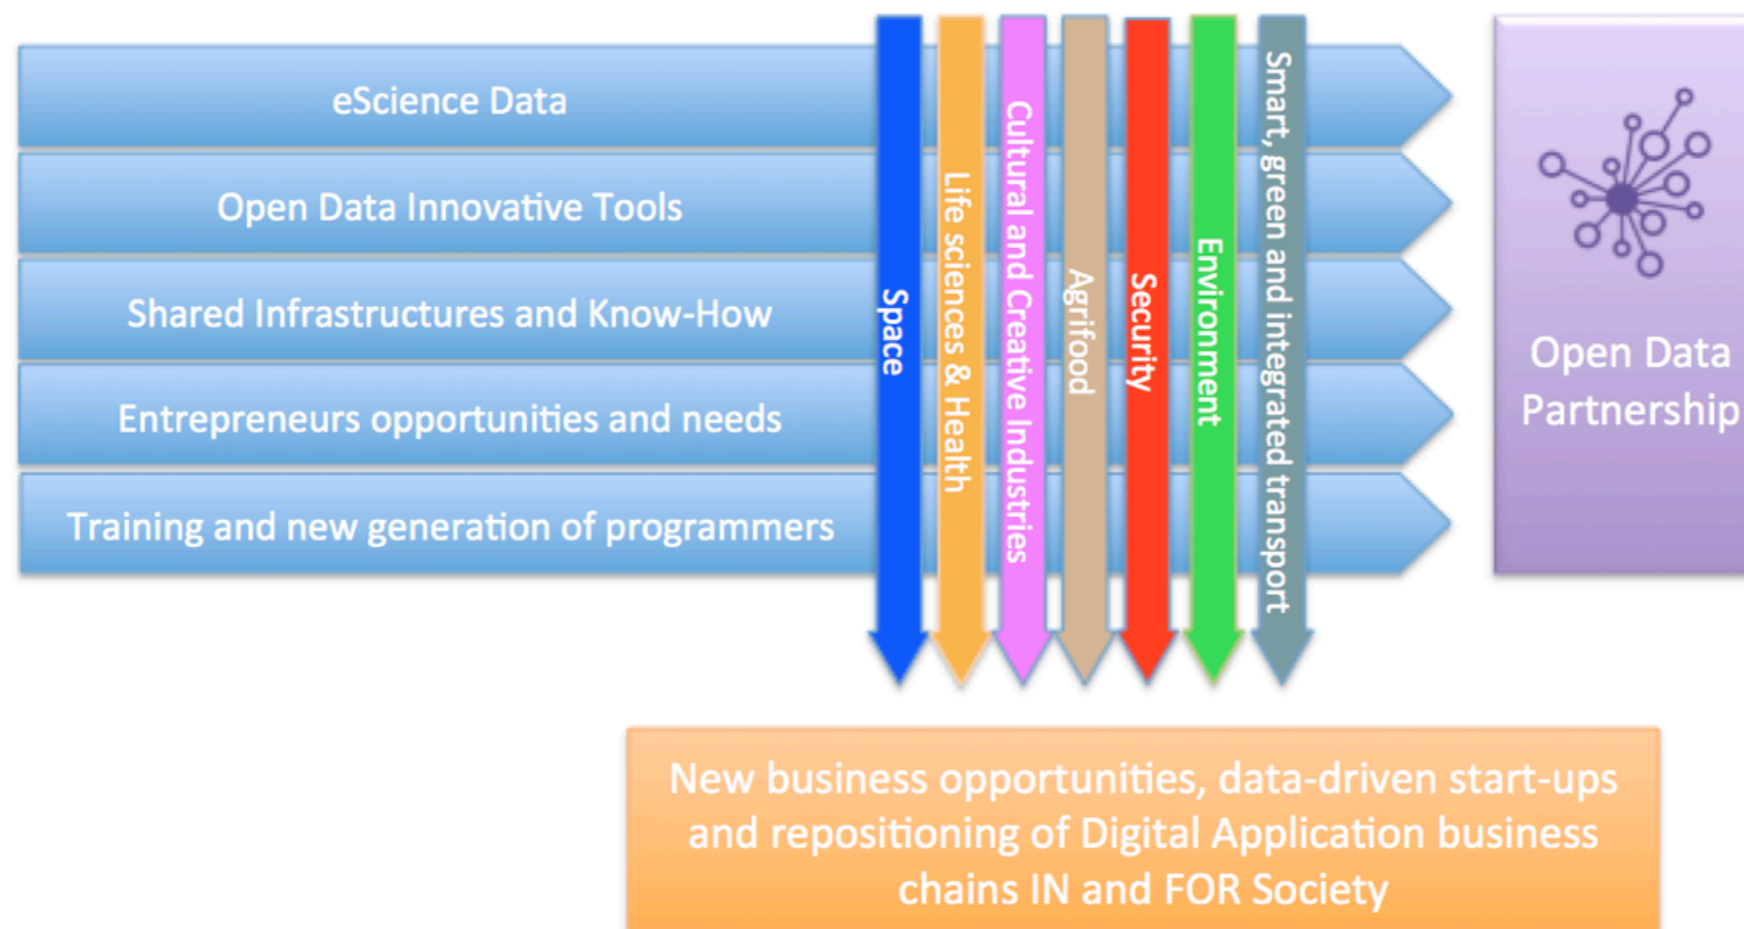 eScience Data
Open Data Innovative Tools
Shared Infrastructures and Know-How
Entrepreneurs opportunities and needs
Training and new generation of programmers
Space
Life sciences & Health
Cultural and Creative Industries
Agrifood
Security
Environment
Smart, green and integrated transport
Open Data
Partnership
New business opportunities, data-driven start-ups
and repositioning of Digital Application business
chains IN and FOR Society